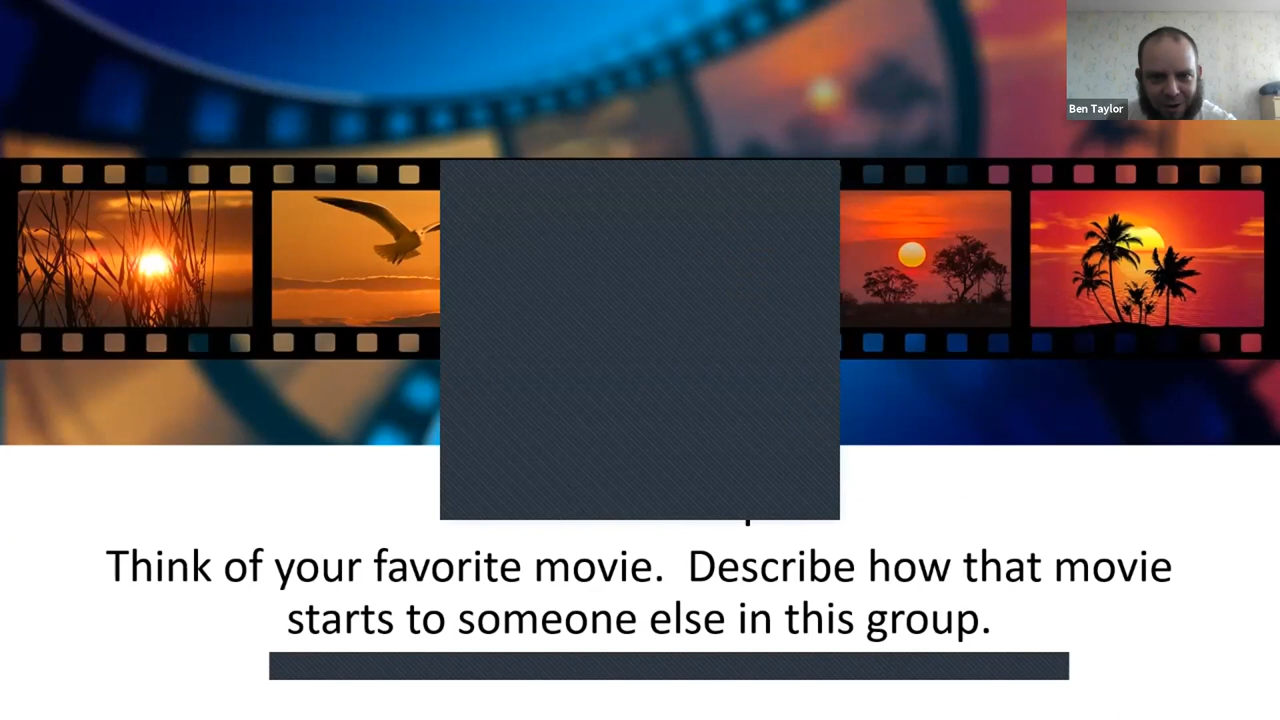 Ben Taylor
Think of your favorite movie.  Describe how that movie
starts to someone else in this group.